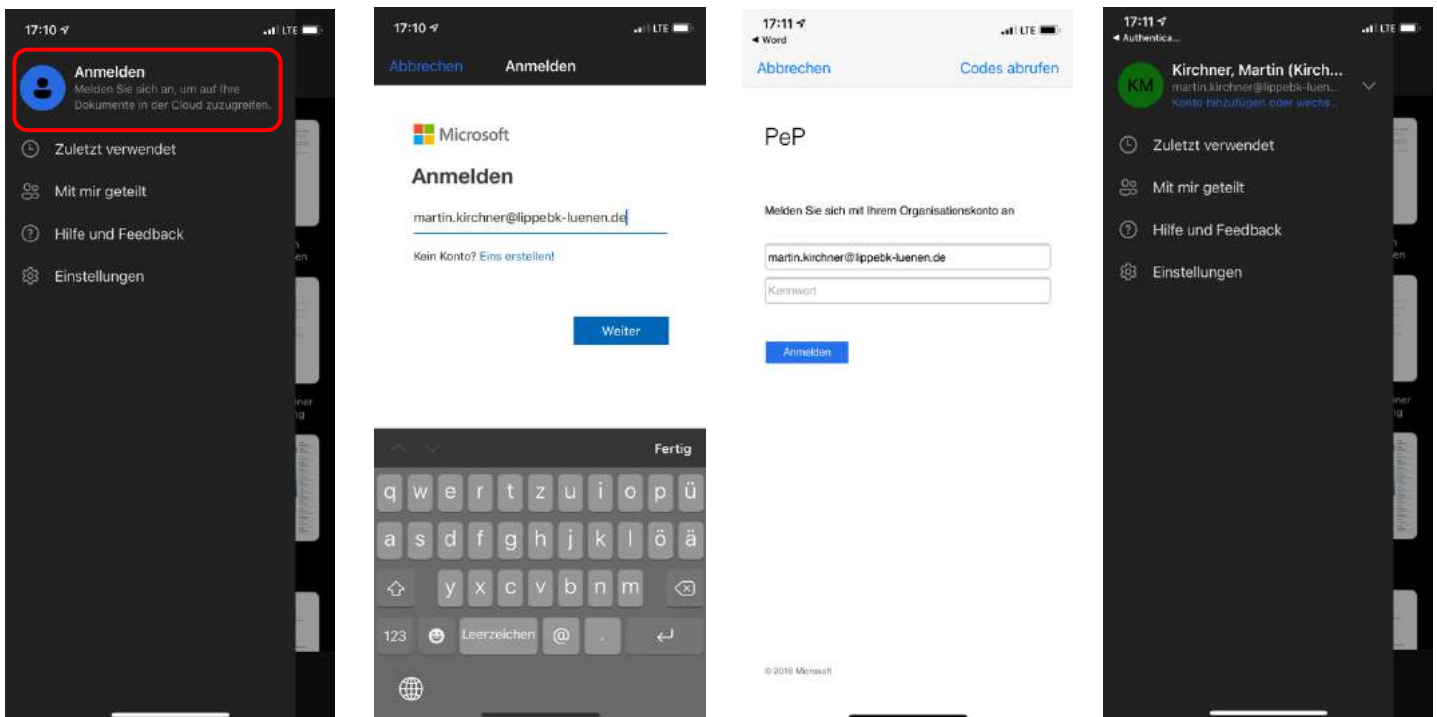 17:10
LTE
Anmelden
Melden Sie sich an, um auf Ihre
Dokumente in der Cloud zuzugreifen.
Zuletzt verwendet
Mit mir geteilt
Hilfe und Feedback
Einstellungen
en
ner
17:10
LTE
Abbrechen
Anmelden
Microsoft
Anmelden
martin.kirchner@lippebk-luenen.de
Kein Konto? Eins erstellen!
Weiter
Fertig
q w e r t z u i o p ü
a s d f g h j k l ö ä
y x c v b n m
123 Leerzeichen @ .
17:11
LTE
Word
Abbrechen
Codes abrufen
PeP
Melden Sie sich mit Ihrem Organisationskonto an
martin.kirchner@lippebk-luenen.de
Kennwort
Anmelden
© 2016 Microsoft
17:11
LTE
Authentica...
KM
Kirchner, Martin (Kirch...
martin.kirchner@lippebk-luen...
Konto hinzufügen oder wechs...
Zuletzt verwendet
Mit mir geteilt
Hilfe und Feedback
Einstellungen
en
ner